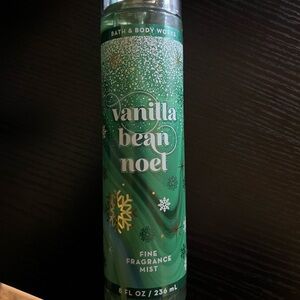 BATH & BODY WORKS
vanilla
bean
noel
FINE
FRAGRANCE
MIST
8 FL OZ / 236 mL